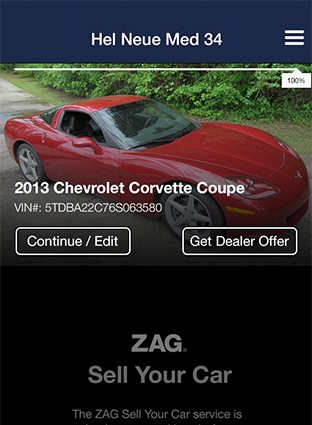 Hel Neue Med 34
100%
2013 Chevrolet Corvette Coupe
VIN#: 5TDBA22C76S063580
Continue / Edit
Get Dealer Offer
ZAG®
Sell Your Car
The ZAG Sell Your Car service is